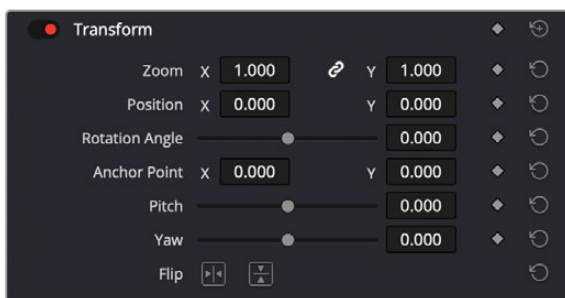 Transform
Zoom X 1.000 Y 1.000
Position X 0.000 Y 0.000
Rotation Angle 0.000
Anchor Point X 0.000 Y 0.000
Pitch 0.000
Yaw 0.000
Flip